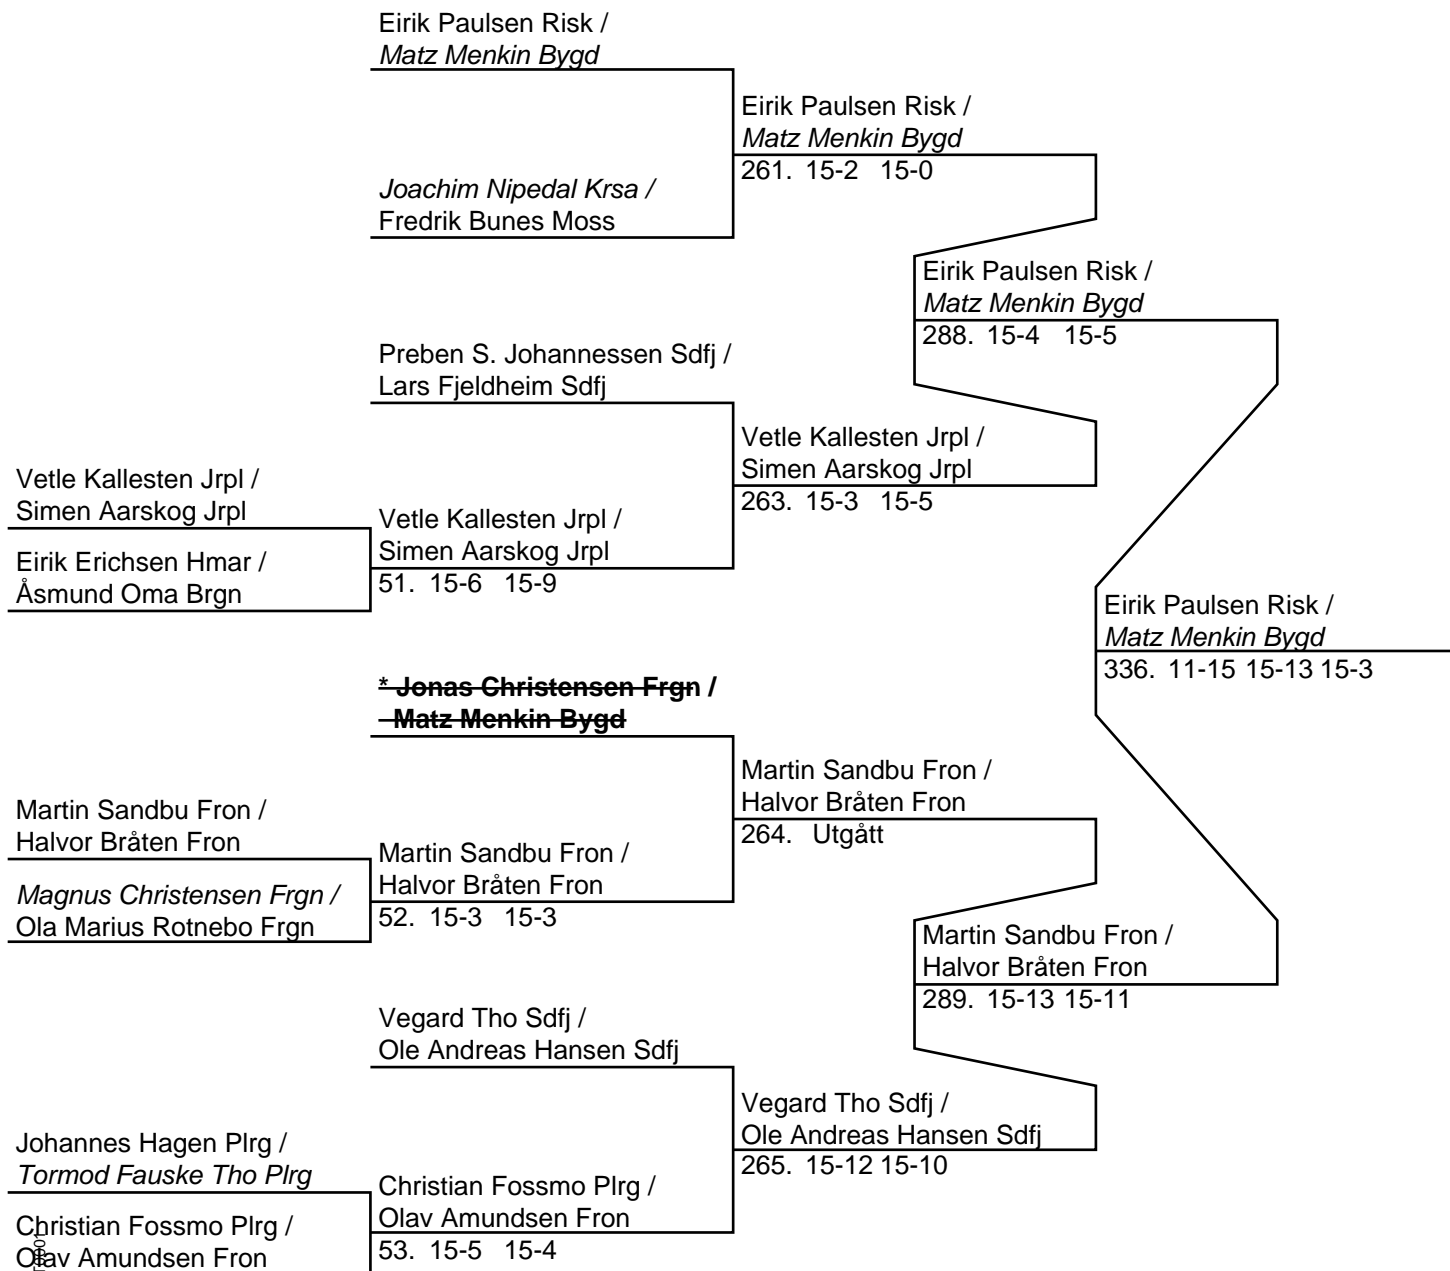 Eirik Paulsen Risk /
Matz Menkin Bygd
Eirik Paulsen Risk /
Matz Menkin Bygd
261. 15-2 15-0
Joachim Nipedal Krsa /
Fredrik Bunes Moss
Eirik Paulsen Risk /
Matz Menkin Bygd
288. 15-4 15-5
Preben S. Johannessen Sdfj /
Lars Fjeldheim Sdfj
Vetle Kallesten Jrpl /
Simen Aarskog Jrpl
263. 15-3 15-5
Vetle Kallesten Jrpl /
Simen Aarskog Jrpl
Vetle Kallesten Jrpl /
Simen Aarskog Jrpl
51. 15-6 15-9
Eirik Erichsen Hmar /
Åsmund Oma Brgn
Eirik Paulsen Risk /
Matz Menkin Bygd
336. 11-15 15-13 15-3
* Jonas Christensen Frgn /
Matz Menkin Bygd
Martin Sandbu Fron /
Halvor Bråten Fron
264. Utgått
Martin Sandbu Fron /
Halvor Bråten Fron
Martin Sandbu Fron /
Halvor Bråten Fron
52. 15-3 15-3
Magnus Christensen Frgn /
Ola Marius Rotnebo Frgn
Martin Sandbu Fron /
Halvor Bråten Fron
289. 15-13 15-11
Vegard Tho Sdfj /
Ole Andreas Hansen Sdfj
Vegard Tho Sdfj /
Ole Andreas Hansen Sdfj
265. 15-12 15-10
Johannes Hagen Plrg /
Tormod Fauske Tho Plrg
Christian Fossmo Plrg /
Olav Amundsen Fron
53. 15-5 15-4
Christian Fossmo Plrg /
Olav Amundsen Fron